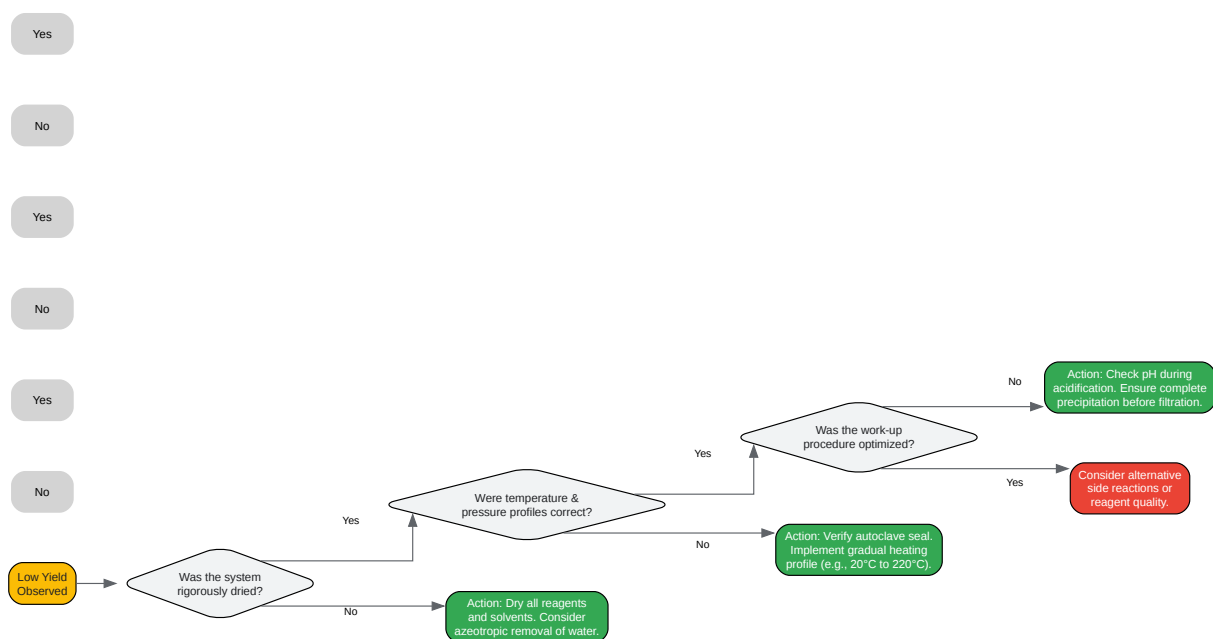 Yes
No
Yes
No
Yes
No
Low Yield
Observed
Was the system
rigorously dried?
Yes
No
Action: Dry all reagents
and solvents. Consider
azeotropic removal of water.
Were temperature &
pressure profiles correct?
Yes
No
Action: Verify autoclave seal.
Implement gradual heating
profile (e.g., 20°C to 220°C).
Was the work-up
procedure optimized?
No
Yes
Action: Check pH during
acidification. Ensure complete
precipitation before filtration.
Consider alternative
side reactions or
reagent quality.